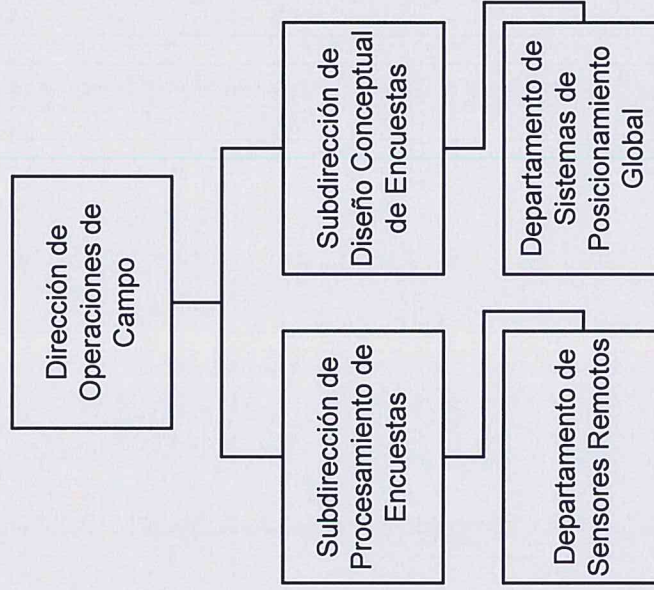 Dirección de
Operaciones de
Campo
Subdirección de
Procesamiento de
Encuestas
Subdirección de
Diseño Conceptual
de Encuestas
Departamento de
Sensores Remotos
Departamento de
Sistemas de
Posicionamiento
Global